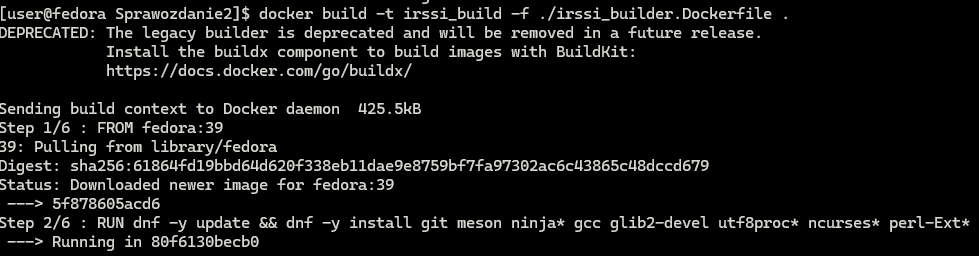 [user@fedora Sprawozdanie2]$ docker build -t irssi_build -f ./irssi_builder.Dockerfile .
DEPRECATED: The legacy builder is deprecated and will be removed in a future release.
            Install the buildx component to build images with BuildKit:
            https://docs.docker.com/go/buildx/

Sending build context to Docker daemon  425.5kB
Step 1/6 : FROM fedora:39
39: Pulling from library/fedora
Digest: sha256:61864fd19bbd64d620f338eb11dae9e8759bf7fa97302ac6c43865c48dccd679
Status: Downloaded newer image for fedora:39
 ---> 5f878605acd6
Step 2/6 : RUN dnf -y update && dnf -y install git meson ninja* gcc glib2-devel utf8proc* ncurses* perl-Ext*
 ---> Running in 80f6130becb0